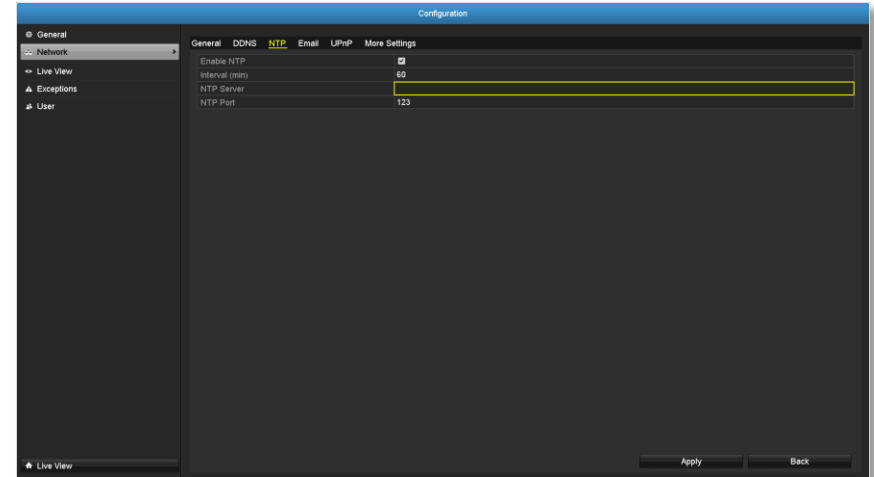 Configuration
General
Network
Live View
Exceptions
User
General DDNS NTP Email UPnP More Settings
Enable NTP
Interval (min) 60
NTP Server
NTP Port 123
Live View
Apply Back